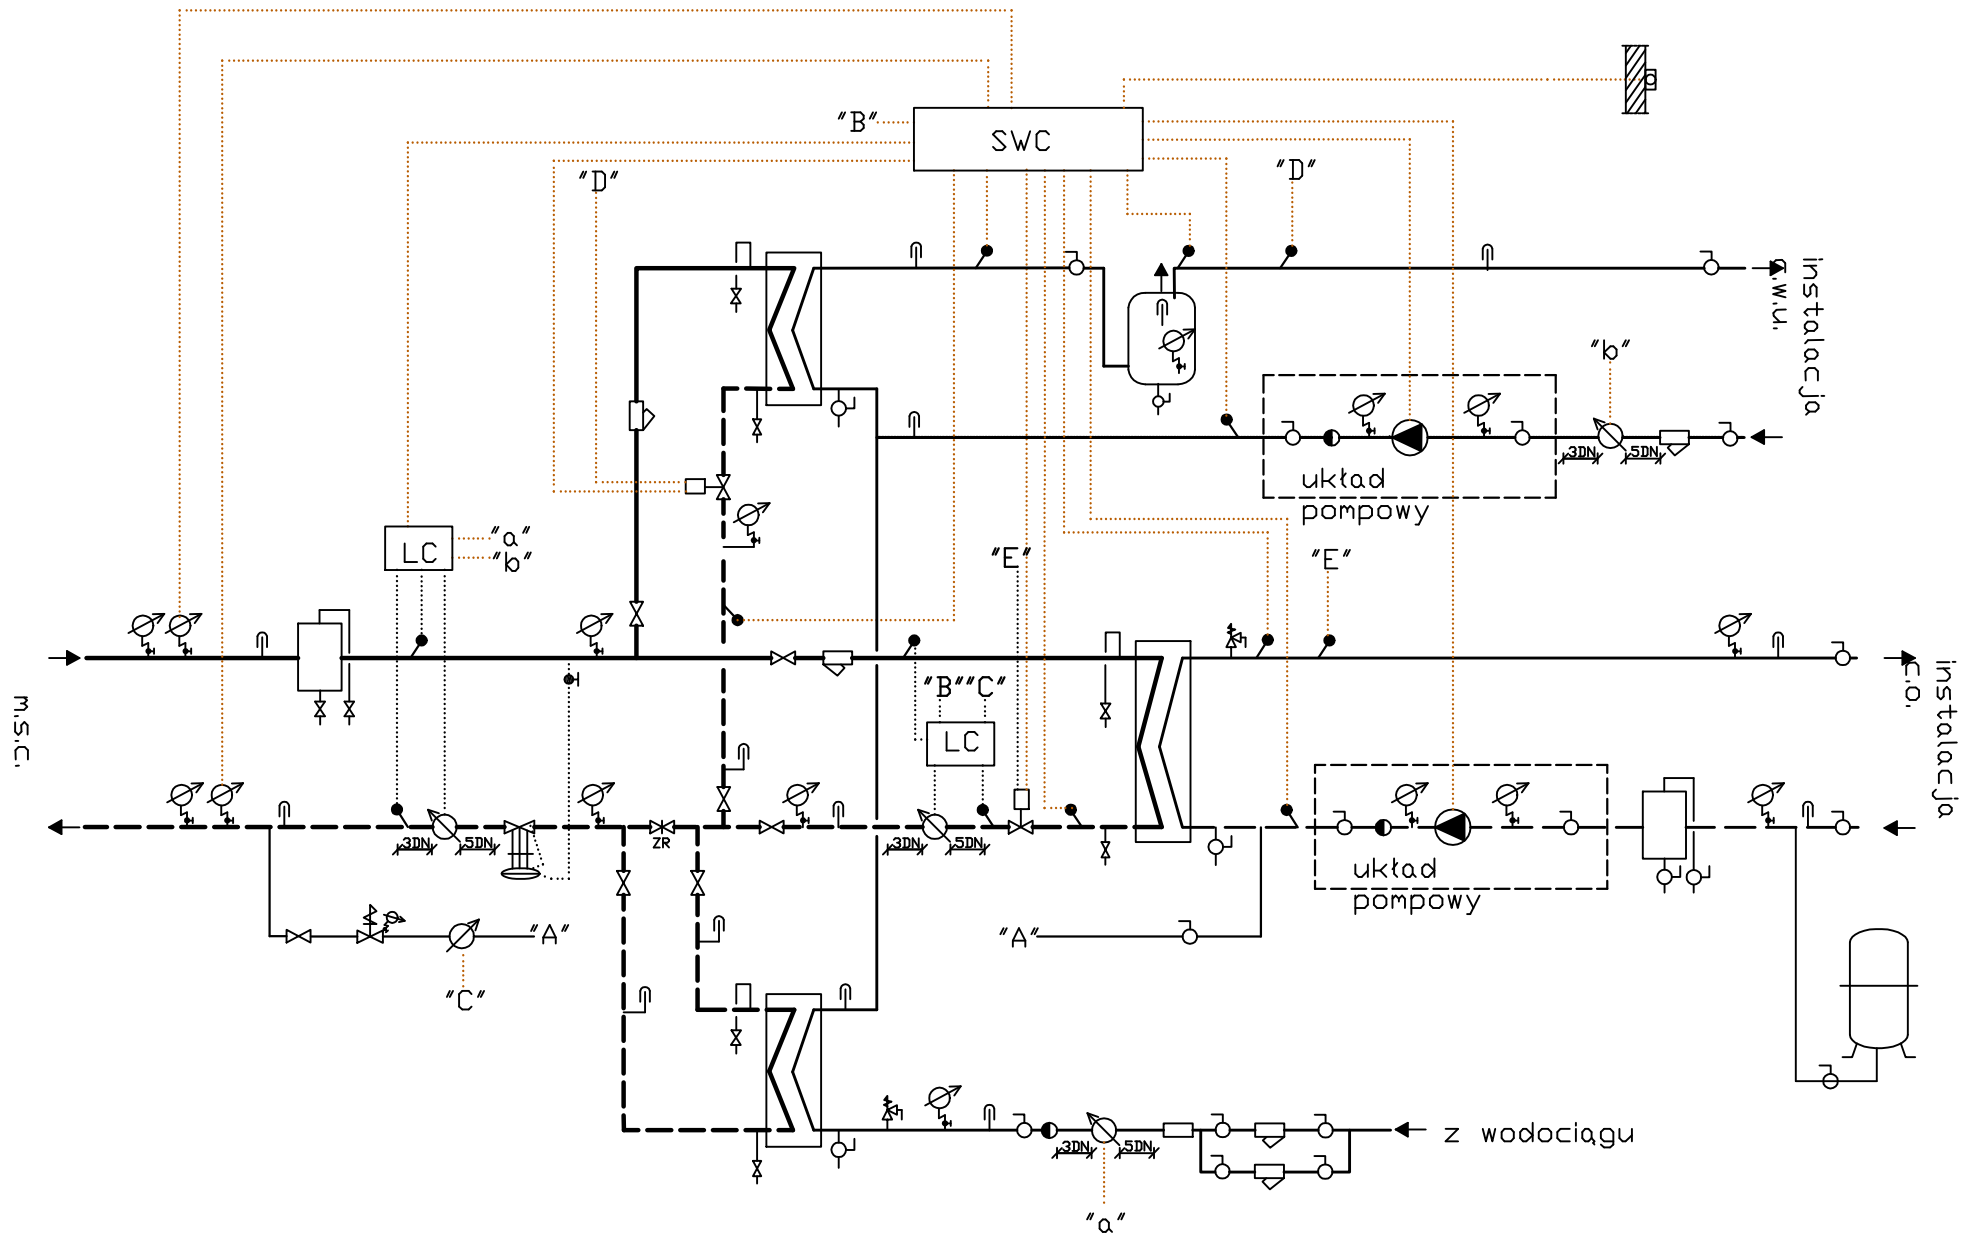 "B"
SWC
"D"
"D"
instalacja
c.w.u.
"b"
3DN
5DN
układ
pompowy
LC
"a"
"b"
"E"
"E"
"B"
"C"
LC
instalacja
c.o.
m.s.c.
3DN
5DN
ZR
3DN
5DN
układ
pompowy
"A"
"A"
"C"
3DN
5DN
z wodociągu
"a"